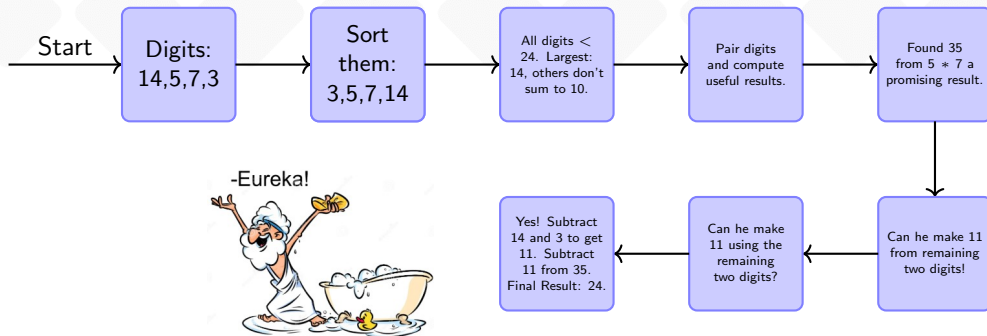 Start
Digits:
14,5,7,3
Sort
them:
3,5,7,14
All digits <
24. Largest:
14, others don't
sum to 10.
Pair digits
and compute
useful results.
Found 35
from 5 * 7 a
promising result.
-Eureka!
Yes! Subtract
14 and 3 to get
11. Subtract
11 from 35.
Final Result: 24.
Can he make
11 using the
remaining
two digits?
Can he make 11
from remaining
two digits!